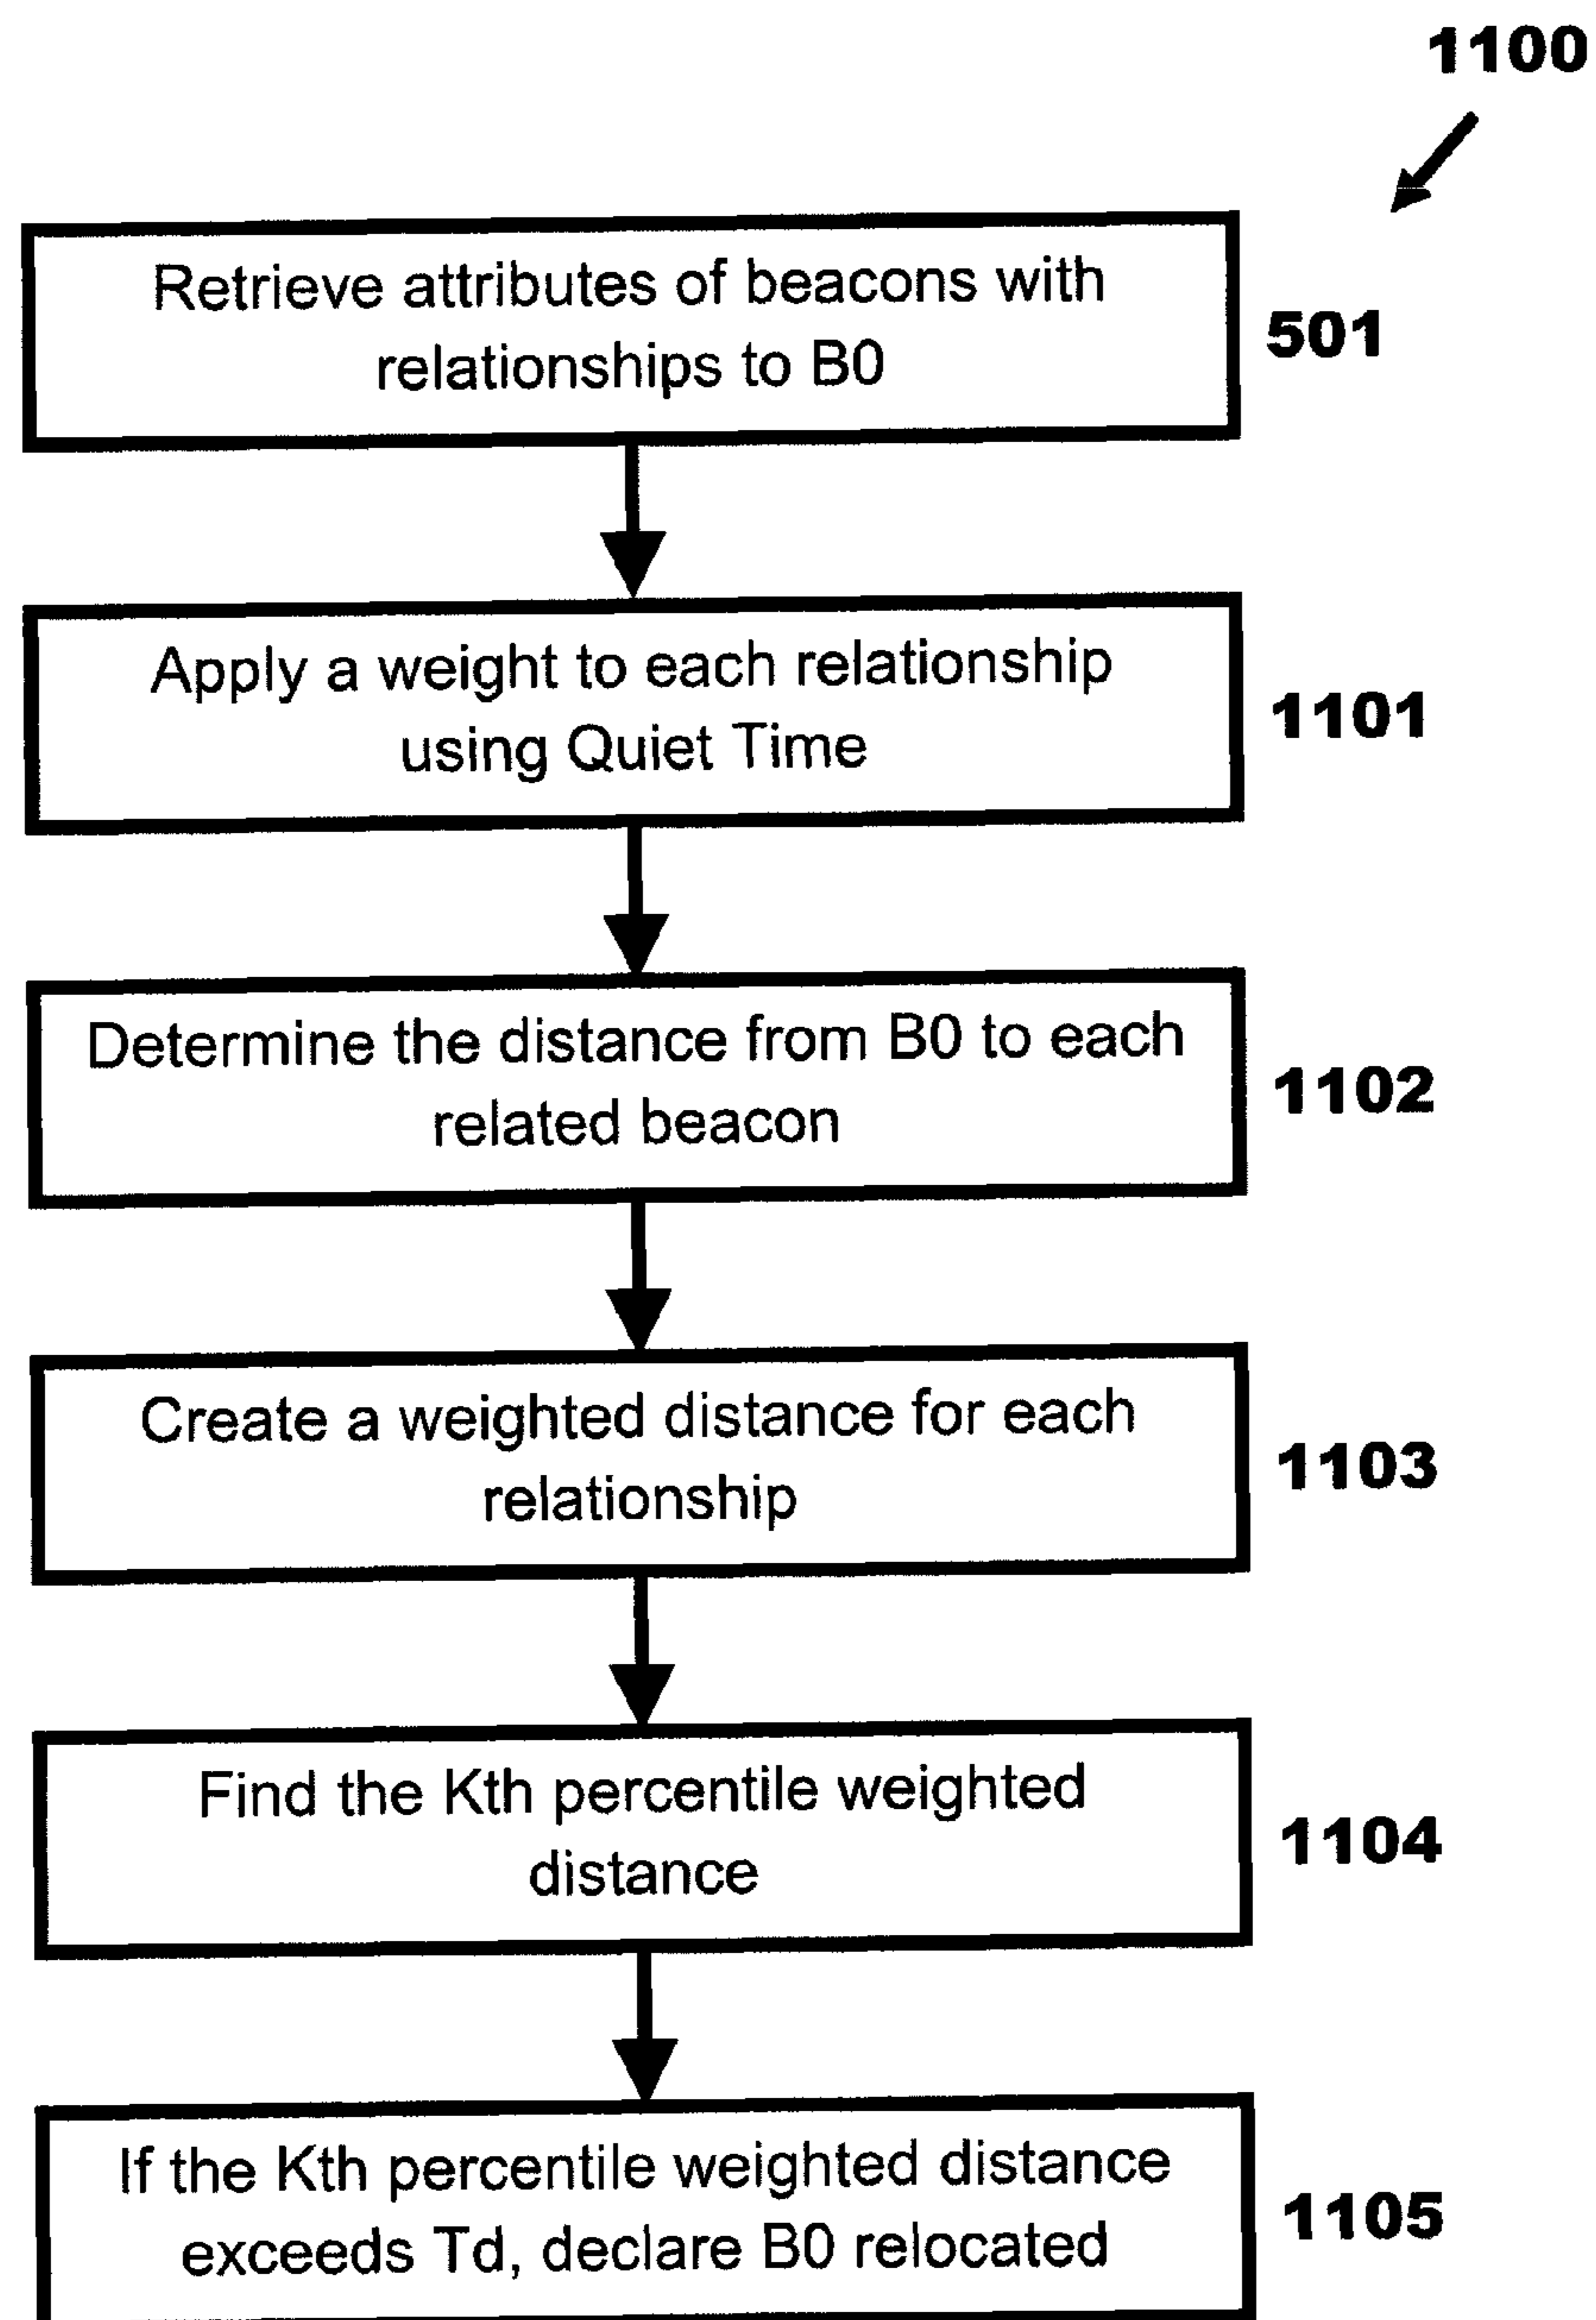 1100
Retrieve attributes of beacons with
relationships to B0
501
Apply a weight to each relationship
using Quiet Time
1101
Determine the distance from B0 to each
related beacon
1102
Create a weighted distance for each
relationship
1103
Find the Kth percentile weighted
distance
1104
If the Kth percentile weighted distance
exceeds Td, declare B0 relocated
1105